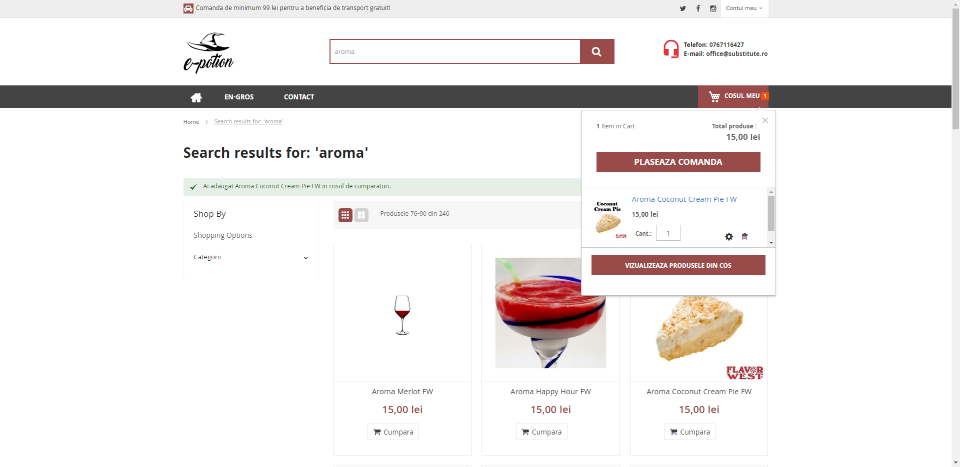 Comanda de minimum 99 lei pentru a beneficia de transport gratuit!
Contul meu
e-potion
aroma
Telefon: 0767116427
E-mail: office@substitute.ro
EN-GROS
CONTACT
COSUL MEU 1
Home > Search results for: 'aroma'
1 Item in Cart
Total produse :
15,00 lei
Search results for: 'aroma'
PLASEAZA COMANDA
Ai adaugat Aroma Coconut Cream Pie FW in cosul de cumparaturi.
Coconut
Cream Pie
Aroma Coconut Cream Pie FW
15,00 lei
Cant.: 1
Shop By
Produsele 76-90 din 246
Shopping Options
Categorii
VIZUALIZEAZA PRODUSELE DIN COS
FLAVOR
WEST
Aroma Merlot FW
Aroma Happy Hour FW
Aroma Coconut Cream Pie FW
15,00 lei
15,00 lei
15,00 lei
Cumpara
Cumpara
Cumpara